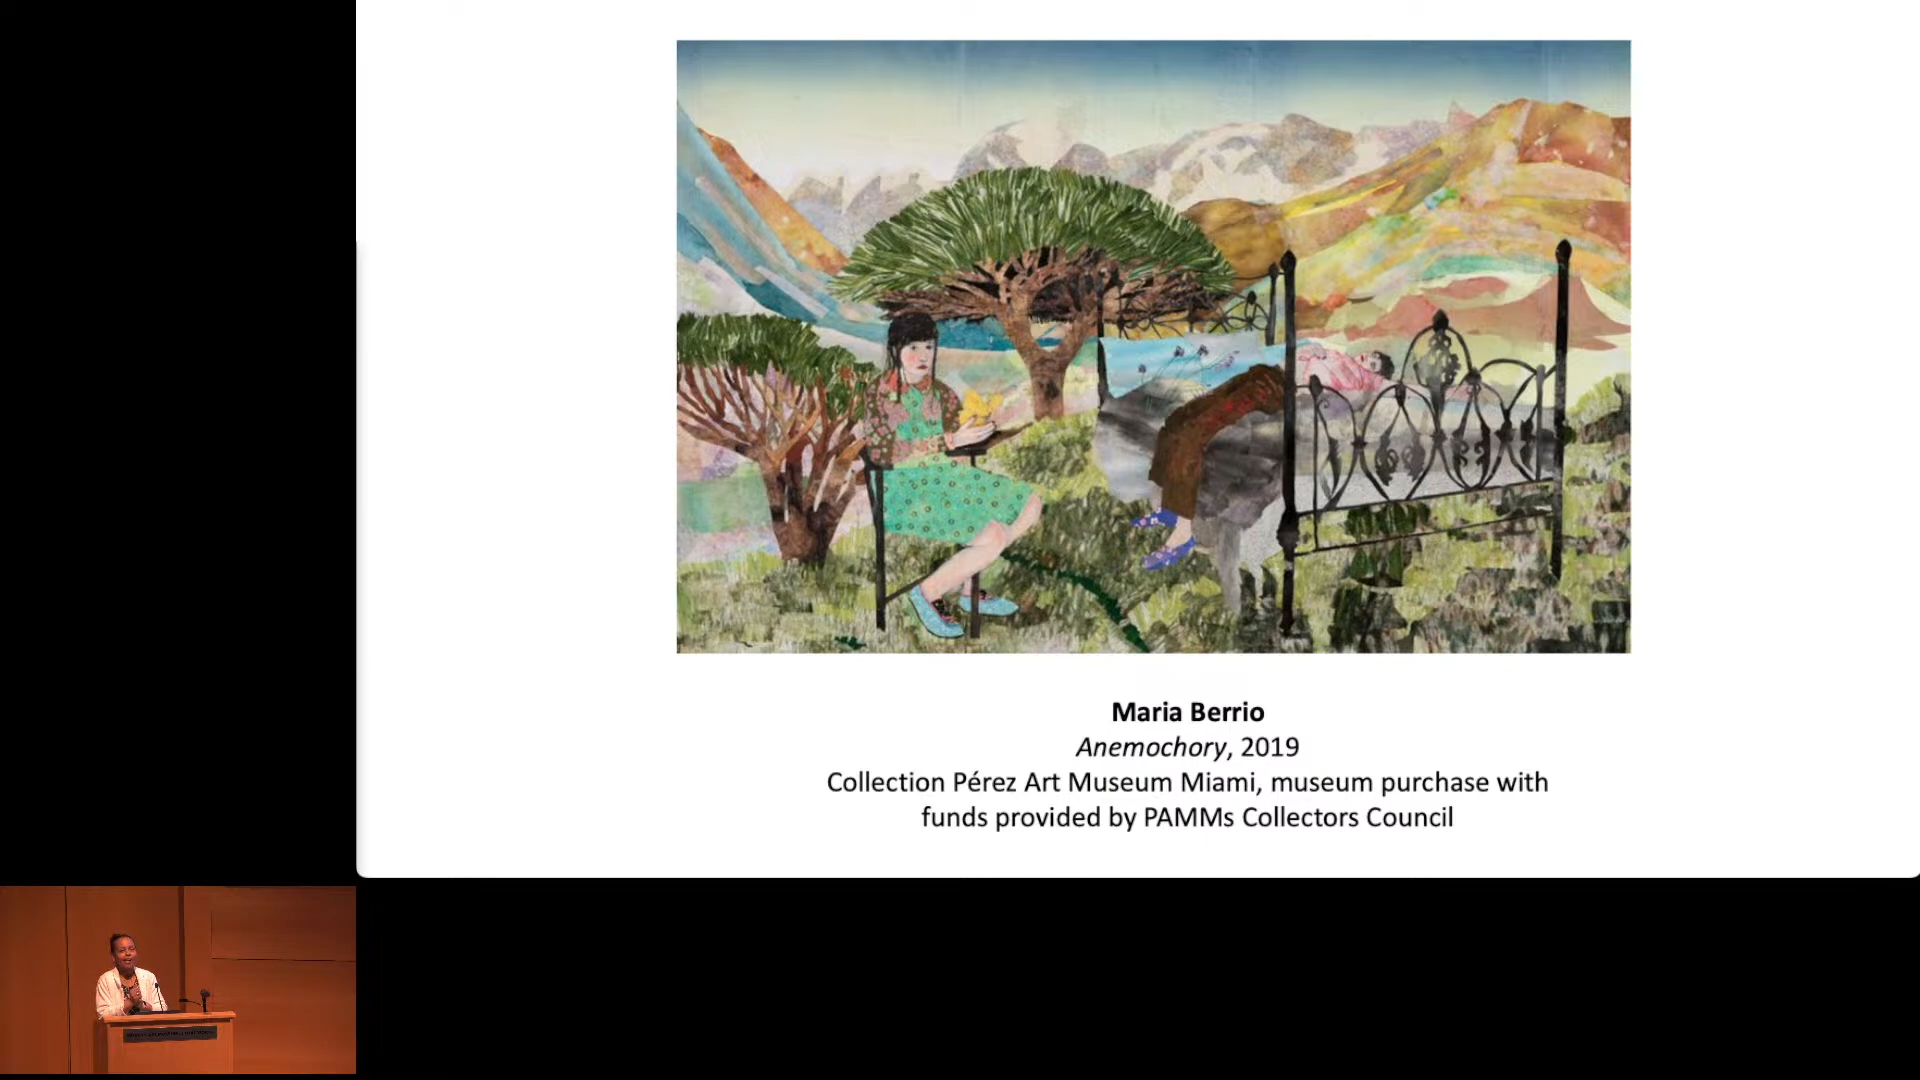 Maria Berrio
Anemochory, 2019
Collection Pérez Art Museum Miami, museum purchase with
funds provided by PAMMs Collectors Council